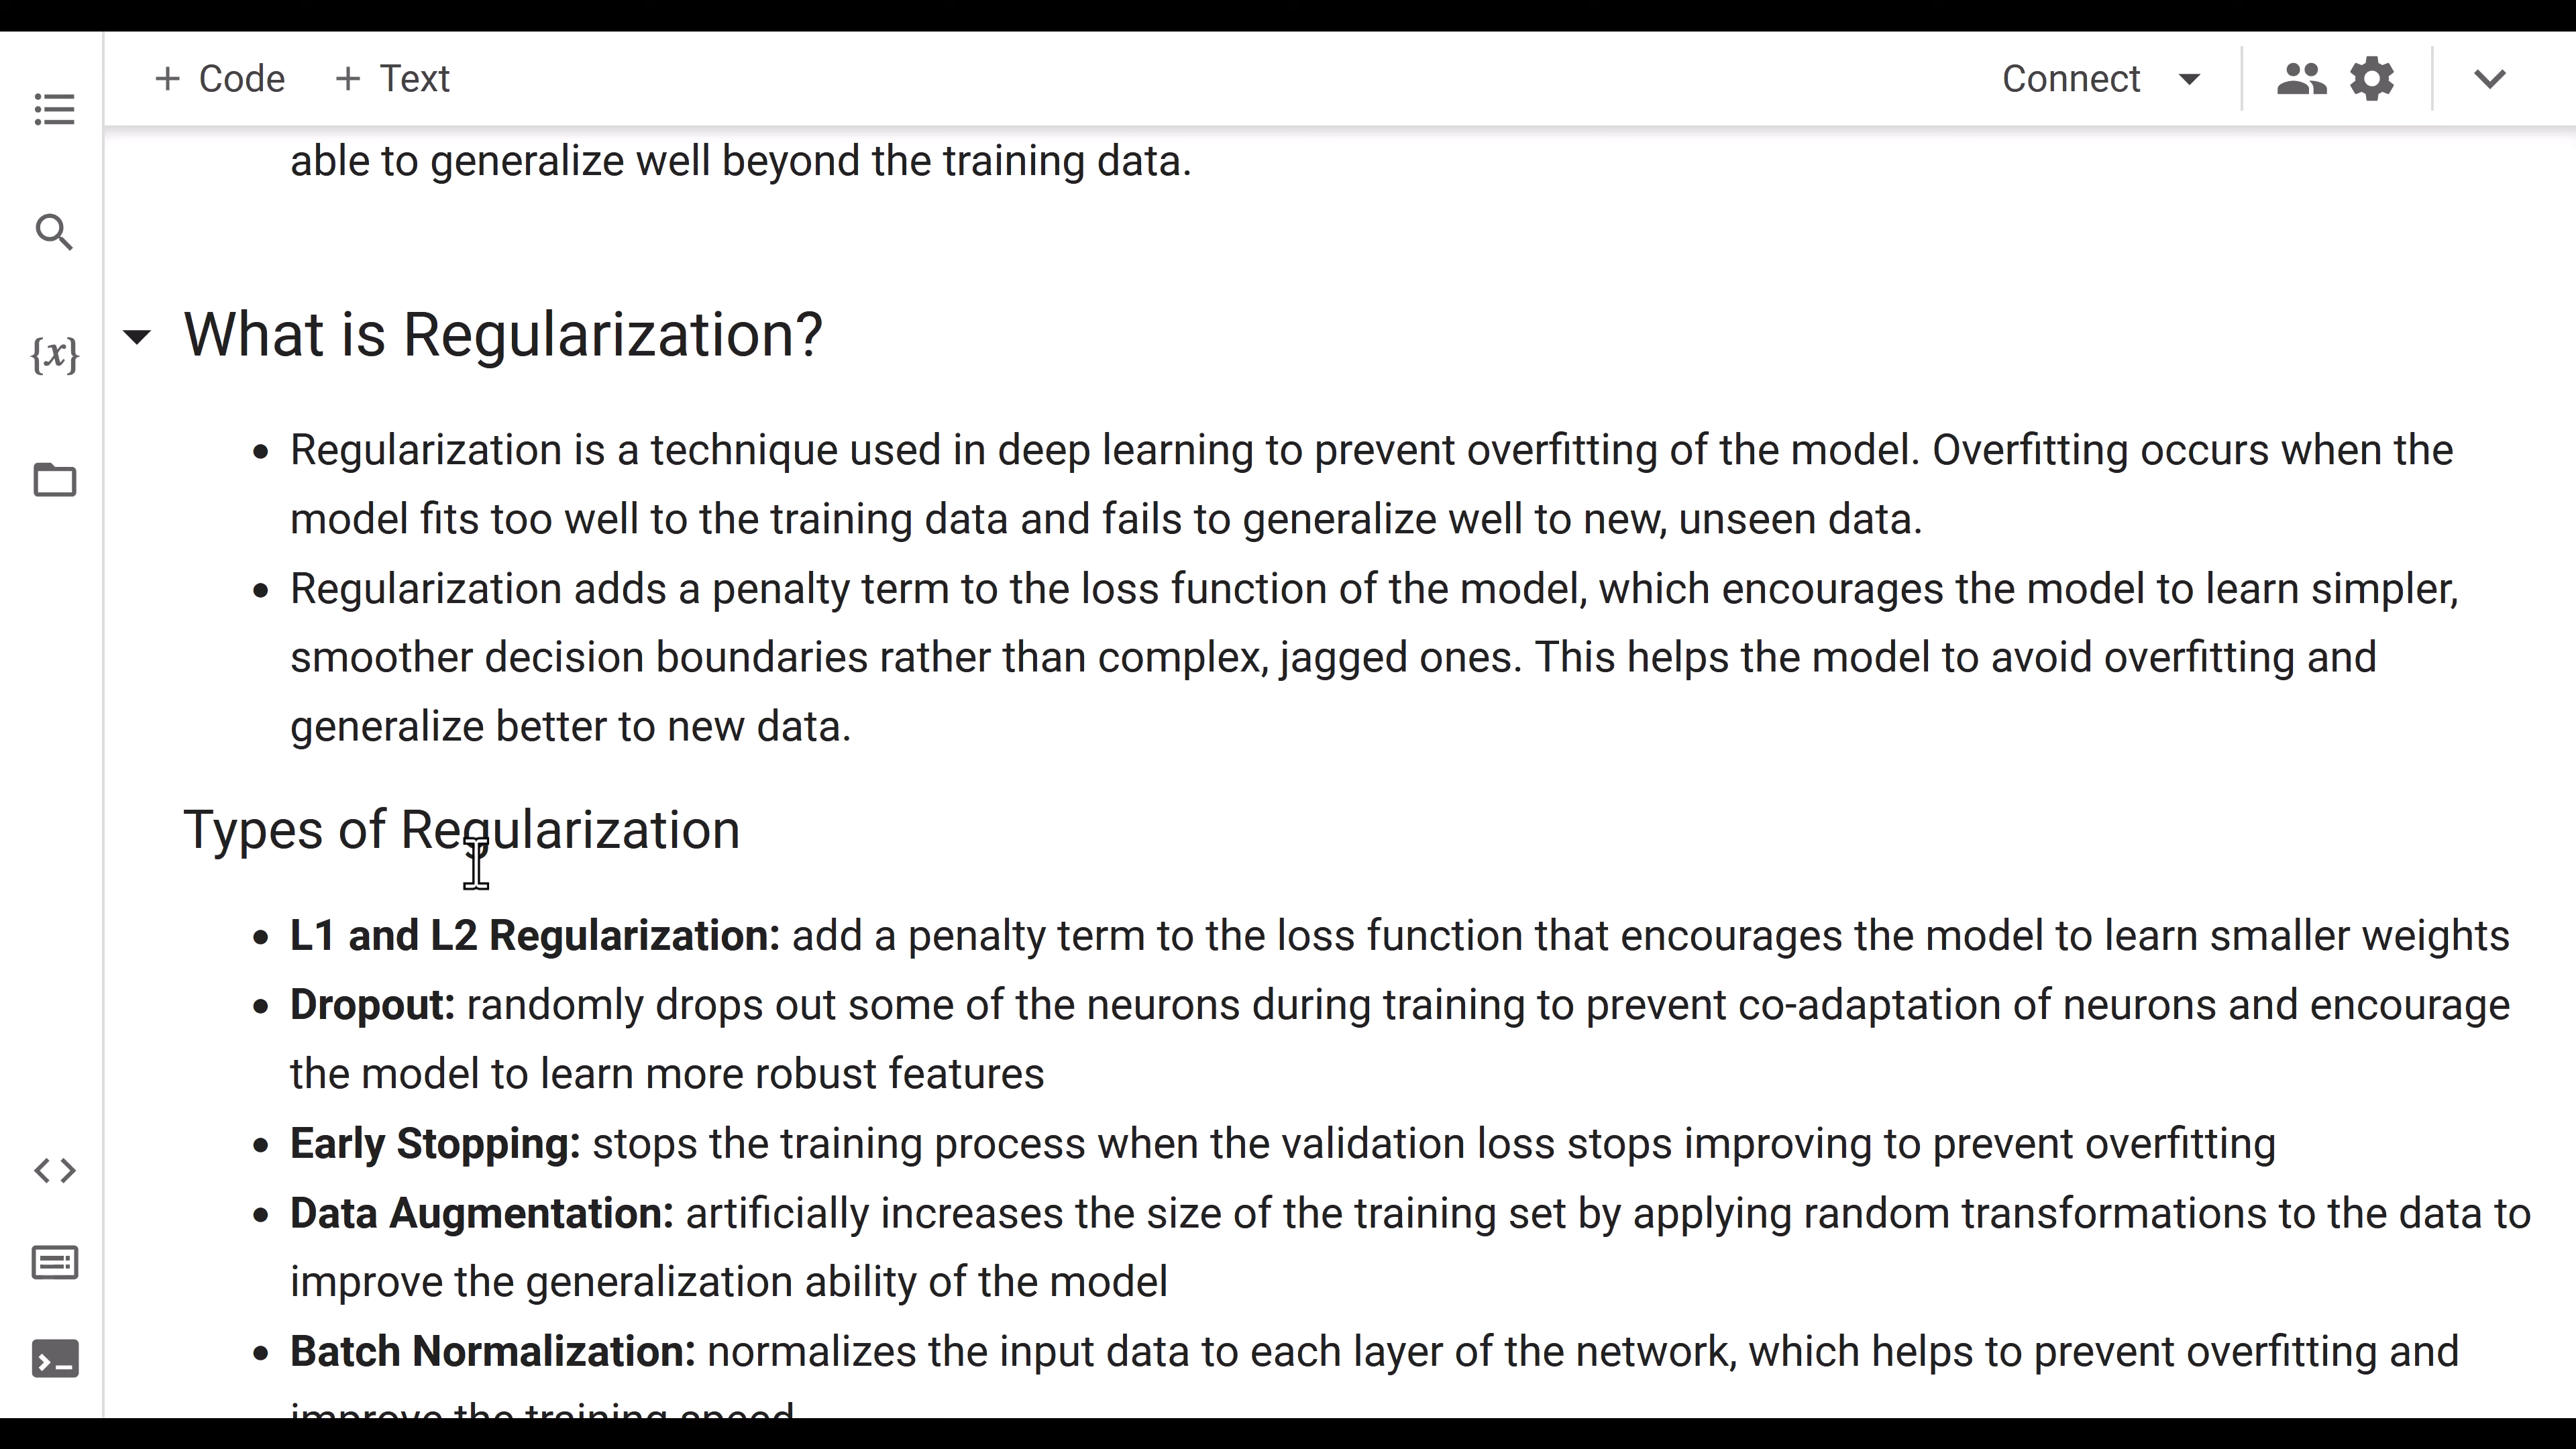 + Code + Text Connect
able to generalize well beyond the training data.
What is Regularization?
{x}
• Regularization is a technique used in deep learning to prevent overfitting of the model. Overfitting occurs when the
model fits too well to the training data and fails to generalize well to new, unseen data.
• Regularization adds a penalty term to the loss function of the model, which encourages the model to learn simpler,
smoother decision boundaries rather than complex, jagged ones. This helps the model to avoid overfitting and
generalize better to new data.
Types of Regularization
• L1 and L2 Regularization: add a penalty term to the loss function that encourages the model to learn smaller weights
• Dropout: randomly drops out some of the neurons during training to prevent co-adaptation of neurons and encourage
the model to learn more robust features
• Early Stopping: stops the training process when the validation loss stops improving to prevent overfitting
• Data Augmentation: artificially increases the size of the training set by applying random transformations to the data to
improve the generalization ability of the model
• Batch Normalization: normalizes the input data to each layer of the network, which helps to prevent overfitting and
improve the training speed